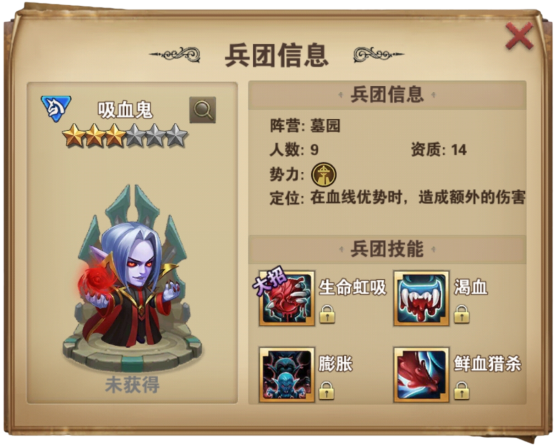 兵团信息
吸血鬼
未获得
兵团信息
阵营: 墓园
人数: 9 资质: 14
势力:
定位: 在血线优势时, 造成额外的伤害
兵团技能
大招
生命虹吸 渴血
膨胀 鲜血猎杀